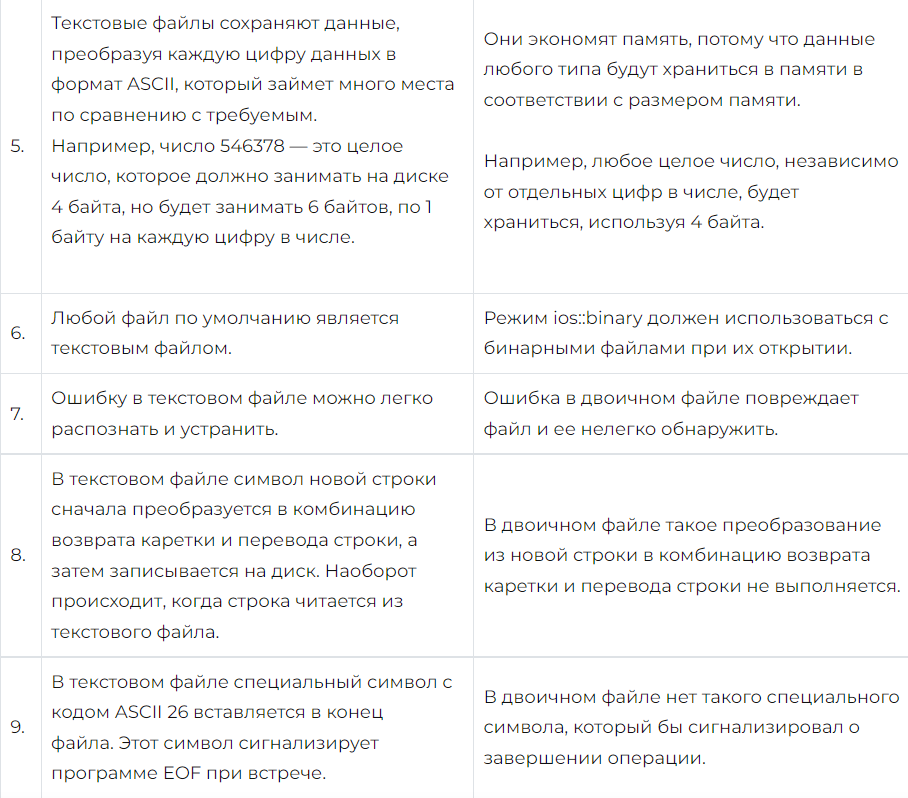 5.
Текстовые файлы сохраняют данные,
преобразуя каждую цифру данных в
формат ASCII, который займет много места
по сравнению с требуемым.
Например, число 546378 — это целое
число, которое должно занимать на диске
4 байта, но будет занимать 6 байтов, по 1
байту на каждую цифру в числе.
Они экономят память, потому что данные
любого типа будут храниться в памяти в
соответствии с размером памяти.
Например, любое целое число, независимо
от отдельных цифр в числе, будет
храниться, используя 4 байта.
6.
Любой файл по умолчанию является
текстовым файлом.
Режим ios::binary должен использоваться с
бинарными файлами при их открытии.
7.
Ошибку в текстовом файле можно легко
распознать и устранить.
Ошибка в двоичном файле повреждает
файл и ее нелегко обнаружить.
8.
В текстовом файле символ новой строки
сначала преобразуется в комбинацию
возврата каретки и перевода строки, а
затем записывается на диск. Наоборот
происходит, когда строка читается из
текстового файла.
В двоичном файле такое преобразование
из новой строки в комбинацию возврата
каретки и перевода строки не выполняется.
9.
В текстовом файле специальный символ с
кодом ASCII 26 вставляется в конец
файла. Этот символ сигнализирует
программе EOF при встрече.
В двоичном файле нет такого специального
символа, который бы сигнализировал о
завершении операции.